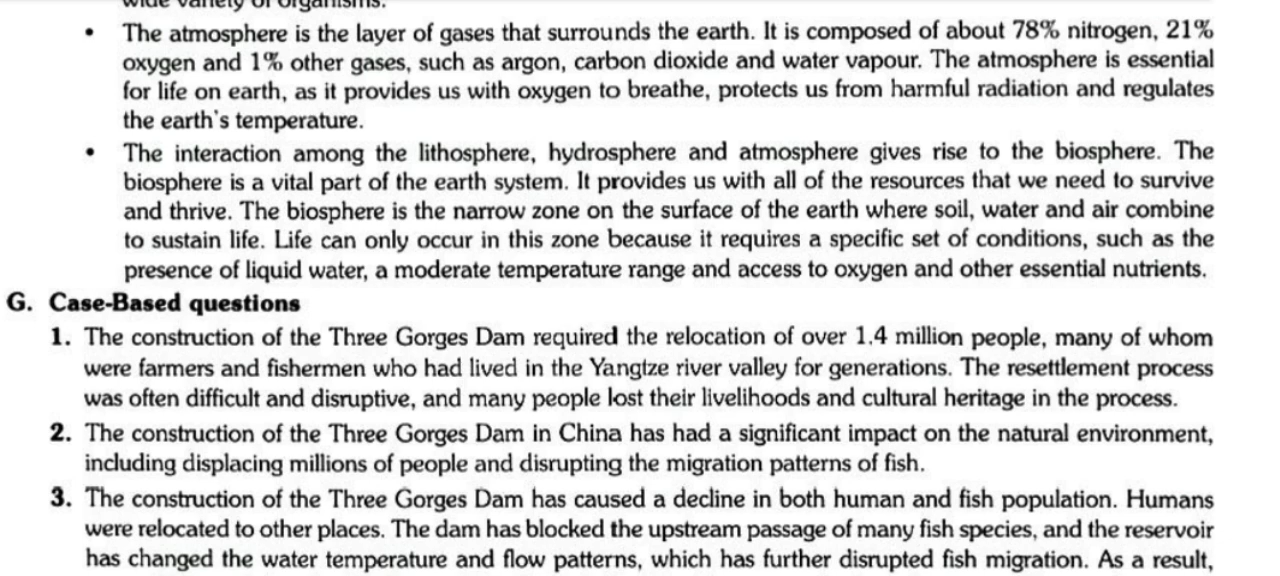 wide variety of organisms.
• The atmosphere is the layer of gases that surrounds the earth. It is composed of about 78% nitrogen, 21%
oxygen and 1% other gases, such as argon, carbon dioxide and water vapour. The atmosphere is essential
for life on earth, as it provides us with oxygen to breathe, protects us from harmful radiation and regulates
the earth's temperature.
• The interaction among the lithosphere, hydrosphere and atmosphere gives rise to the biosphere. The
biosphere is a vital part of the earth system. It provides us with all of the resources that we need to survive
and thrive. The biosphere is the narrow zone on the surface of the earth where soil, water and air combine
to sustain life. Life can only occur in this zone because it requires a specific set of conditions, such as the
presence of liquid water, a moderate temperature range and access to oxygen and other essential nutrients.
G. Case-Based questions
1. The construction of the Three Gorges Dam required the relocation of over 1.4 million people, many of whom
were farmers and fishermen who had lived in the Yangtze river valley for generations. The resettlement process
was often difficult and disruptive, and many people lost their livelihoods and cultural heritage in the process.
2. The construction of the Three Gorges Dam in China has had a significant impact on the natural environment,
including displacing millions of people and disrupting the migration patterns of fish.
3. The construction of the Three Gorges Dam has caused a decline in both human and fish population. Humans
were relocated to other places. The dam has blocked the upstream passage of many fish species, and the reservoir
has changed the water temperature and flow patterns, which has further disrupted fish migration. As a result,